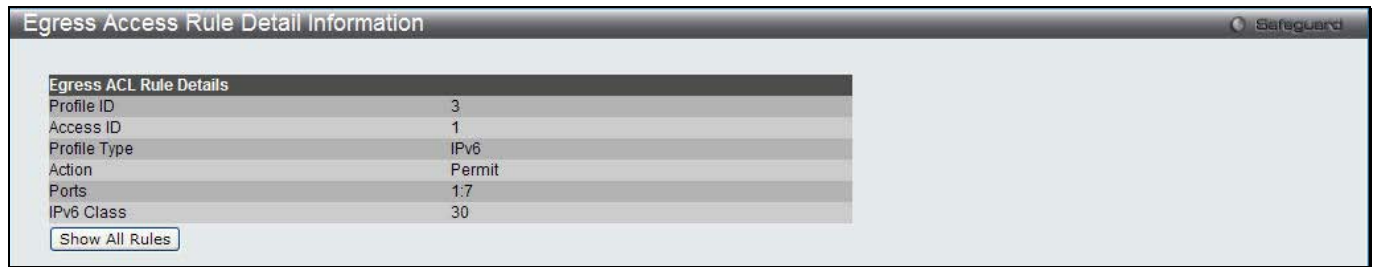 Egress Access Rule Detail Information
Safeguard
Egress ACL Rule Details
Profile ID 3
Access ID 1
Profile Type IPv6
Action Permit
Ports 1:7
IPv6 Class 30
Show All Rules